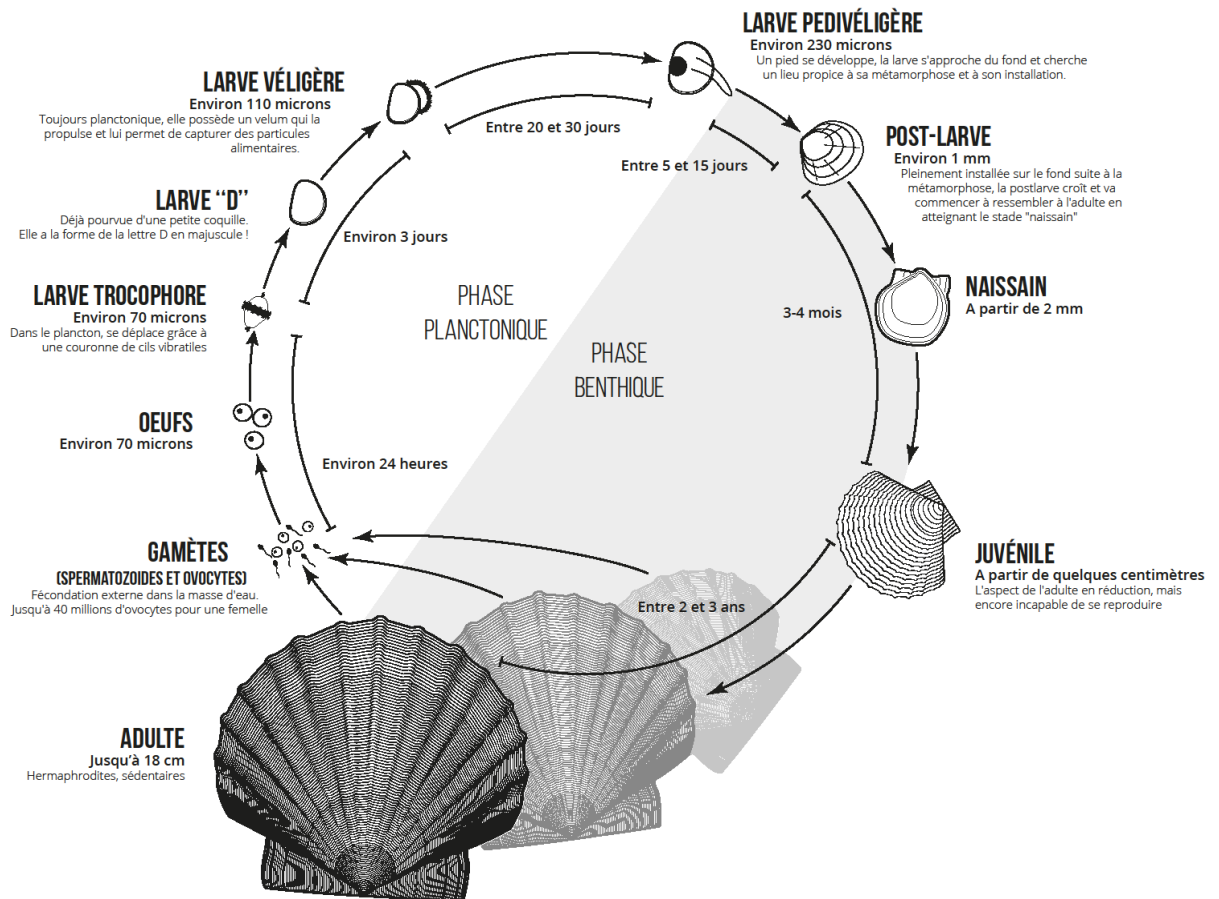 LARVE PEDIVÉLIGÈRE
Environ 230 microns
Un pied se développe, la larve s'approche du fond et cherche
un lieu propice à sa métamorphose et à son installation.
LARVE VÉLIGÈRE
Environ 110 microns
Toujours planctonique, elle possède un velum qui la
propulse et lui permet de capturer des particules
alimentaires.
Entre 20 et 30 jours
Entre 5 et 15 jours
POST-LARVE
Environ 1 mm
Pleinement installée sur le fond suite à la
métamorphose, la postlarve croît et va
commencer à ressembler à l'adulte en
atteignant le stade "naissain"
LARVE “D”
Déjà pourvue d'une petite coquille.
Elle a la forme de la lettre D en majuscule !
Environ 3 jours
LARVE TROCOPHORE
Environ 70 microns
Dans le plancton, se déplace grâce à
une couronne de cils vibratiles
PHASE
PLANCTONIQUE
3-4 mois
NAISSAIN
A partir de 2 mm
PHASE
BENTHIQUE
OEUFS
Environ 70 microns
Environ 24 heures
GAMÈTES
(SPERMATOZOIDES ET OVOCYTES)
Fécondation externe dans la masse d'eau.
Jusqu'à 40 millions d'ovocytes pour une femelle
JUVÉNILE
A partir de quelques centimètres
L'aspect de l'adulte en réduction, mais
encore incapable de se reproduire
Entre 2 et 3 ans
ADULTE
Jusqu’à 18 cm
Hermaphrodites, sédentaires